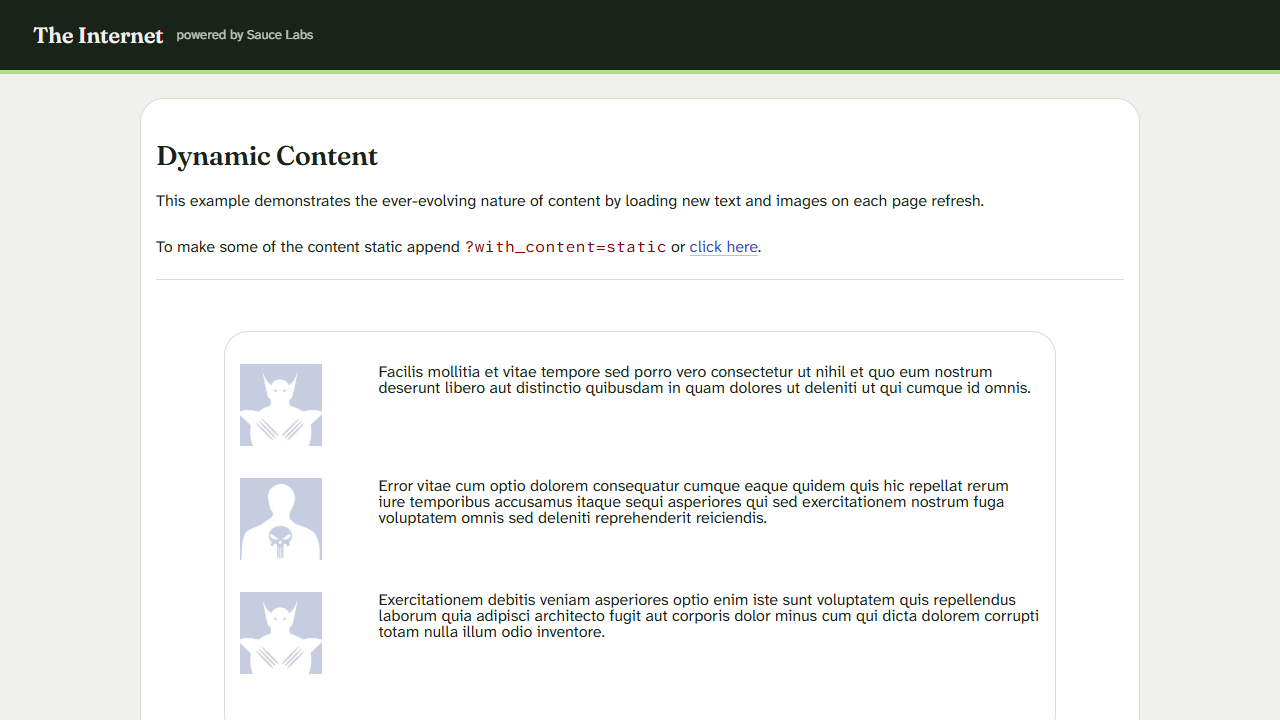 The Internet powered by Sauce Labs
Dynamic Content
This example demonstrates the ever-evolving nature of content by loading new text and images on each page refresh.
To make some of the content static append ?with_content=static or click here.
Facilis mollitia et vitae tempore sed porro vero consectetur ut nihil et quo eum nostrum
deserunt libero aut distinctio quibusdam in quam dolores ut deleniti ut qui cumque id omnis.
Error vitae cum optio dolorem consequatur cumque eaque quidem quis hic repellat rerum
iure temporibus accusamus itaque sequi asperiores qui sed exercitationem nostrum fuga
voluptatem omnis sed deleniti reprehenderit reiciendis.
Exercitationem debitis veniam asperiores optio enim iste sunt voluptatem quis repellendus
laborum quia adipisci architecto fugit aut corporis dolor minus cum qui dicta dolorem corrupti
totam nulla illum odio inventore.